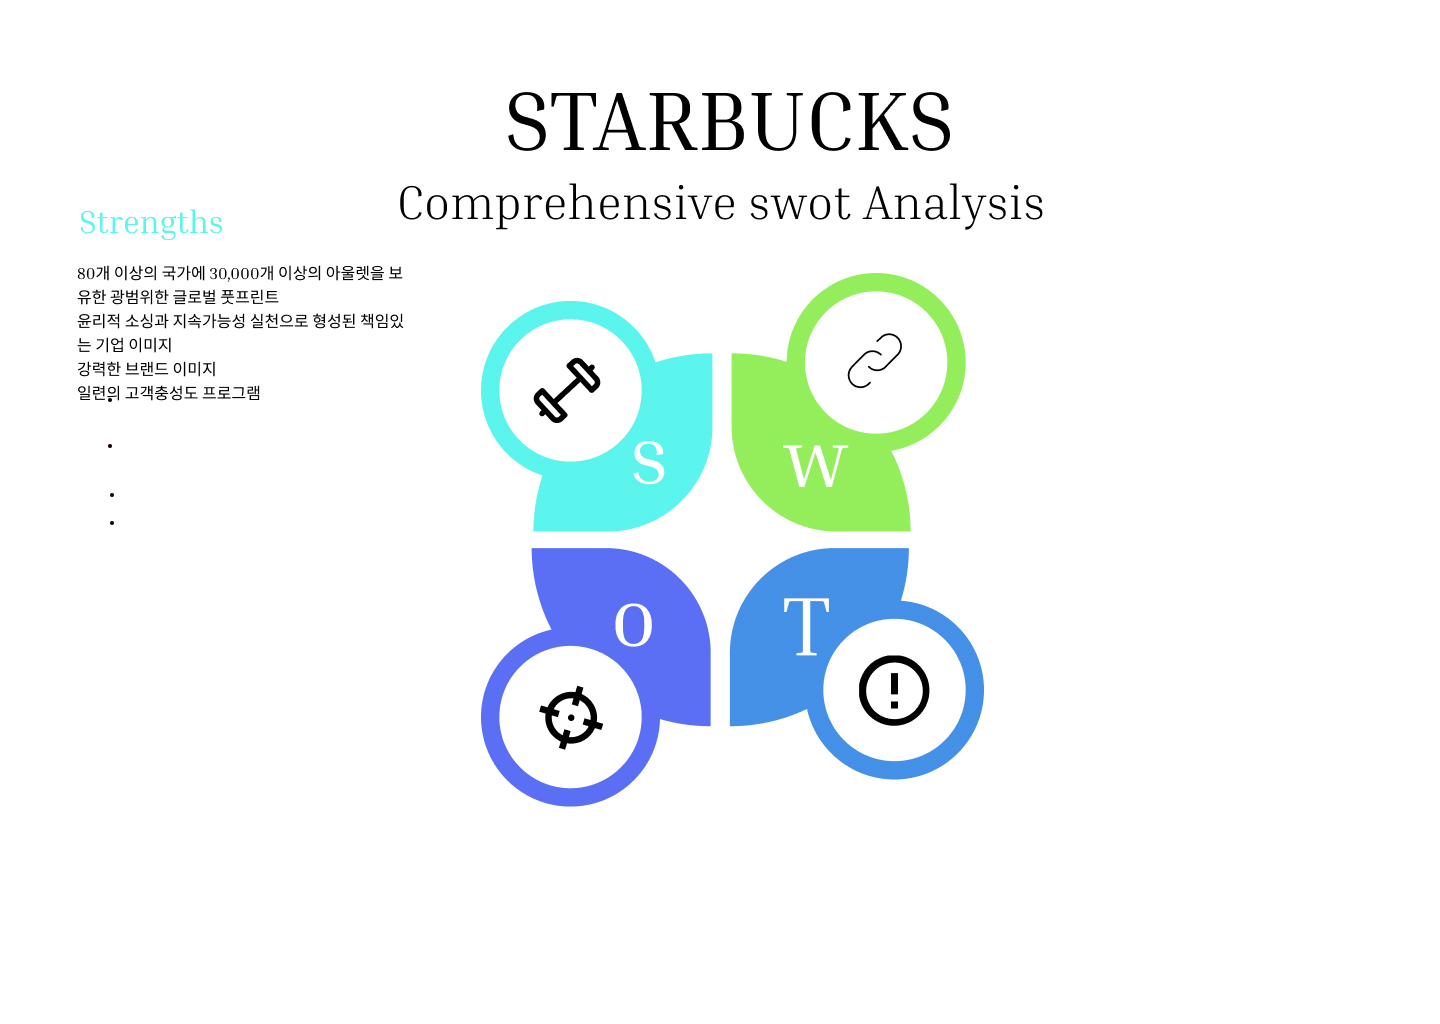 STARBUCKS
Comprehensive swot Analysis
Strengths
80개 이상의 국가에 30,000개 이상의 아울렛을 보
유한 광범위한 글로벌 풋프린트
윤리적 소싱과 지속가능성 실천으로 형성된 책임있
는 기업 이미지
강력한 브랜드 이미지
일련의 고객충성도 프로그램
S
W
O
T